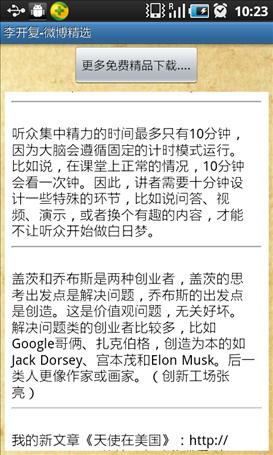 10:23
李开复-微博精选
更多免费精品下载....
听众集中精力的时间最多只有10分钟，
因为大脑会遵循固定的计时模式运行。
比如说，在课堂上正常的情况，10分钟
会看一次钟。因此，讲者需要十分钟设
计一些特殊的环节，比如说问答、视
频、演示，或者换个有趣的内容，才能
不让听众开始做白日梦。
盖茨和乔布斯是两种创业者，盖茨的思
考出发点是解决问题，乔布斯的出发点
是创造。这是价值观问题，无关好坏。
解决问题类的创业者比较多，比如
Google哥俩、扎克伯格，创造为本的如
Jack Dorsey、宫本茂和Elon Musk。后一
类人更像作家或画家。（创新工场张
亮）
我的新文章《天使在美国》：http://